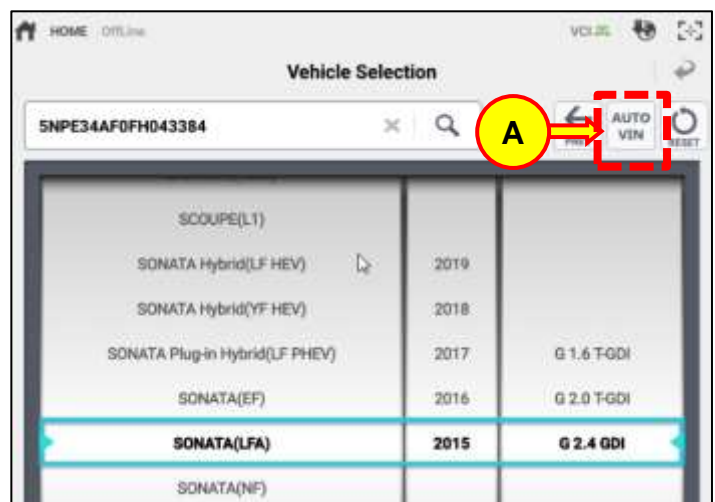 HOME OffLine VCI
Vehicle Selection
5NPE34AF0FH043384
A
AUTO
VIN
RESET
SCOUPE(L1)
SONATA Hybrid(LF HEV) 2019
SONATA Hybrid(YF HEV) 2018
SONATA Plug-in Hybrid(LF PHEV) 2017 G 1.6 T-GDI
SONATA(EF) 2016 G 2.0 T-GDI
SONATA(LFA) 2015 G 2.4 GDI
SONATA(NF)